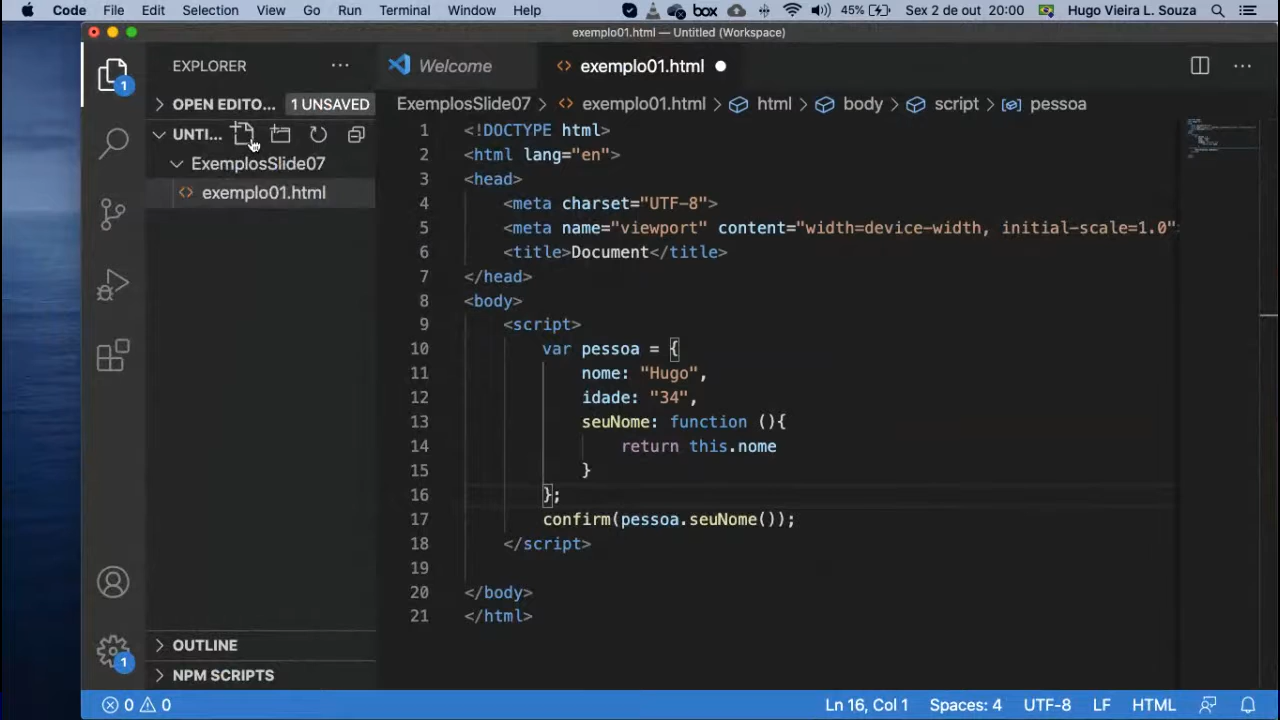 Code File Edit Selection View Go Run Terminal Window Help box 45% Sex 2 de out 20:00 Hugo Vieira L. Souza
exemplo01.html — Untitled (Workspace)
EXPLORER ··· Welcome <> exemplo01.html ● ···
1
> OPEN EDITO... 1 UNSAVED
ExemplosSlide07 > <> exemplo01.html > html > body > script > pessoa
UNTI...
ExemplosSlide07
<> exemplo01.html
1 <!DOCTYPE html>
2 <html lang="en">
3 <head>
4     <meta charset="UTF-8">
5     <meta name="viewport" content="width=device-width, initial-scale=1.0">
6     <title>Document</title>
7 </head>
8 <body>
9     <script>
10         var pessoa = {
11             nome: "Hugo",
12             idade: "34",
13             seuNome: function (){
14                 return this.nome
15             }
16         };
17         confirm(pessoa.seuNome());
18     </script>
19
20 </body>
21 </html>
> OUTLINE
1
> NPM SCRIPTS
0 0 Ln 16, Col 1 Spaces: 4 UTF-8 LF HTML